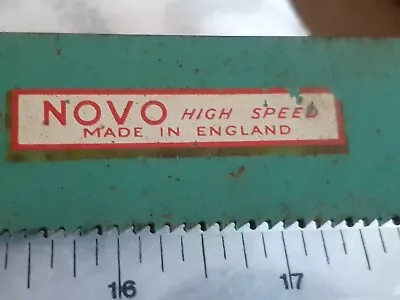 NOVO HIGH SPEED
MADE IN ENGLAND
16 17